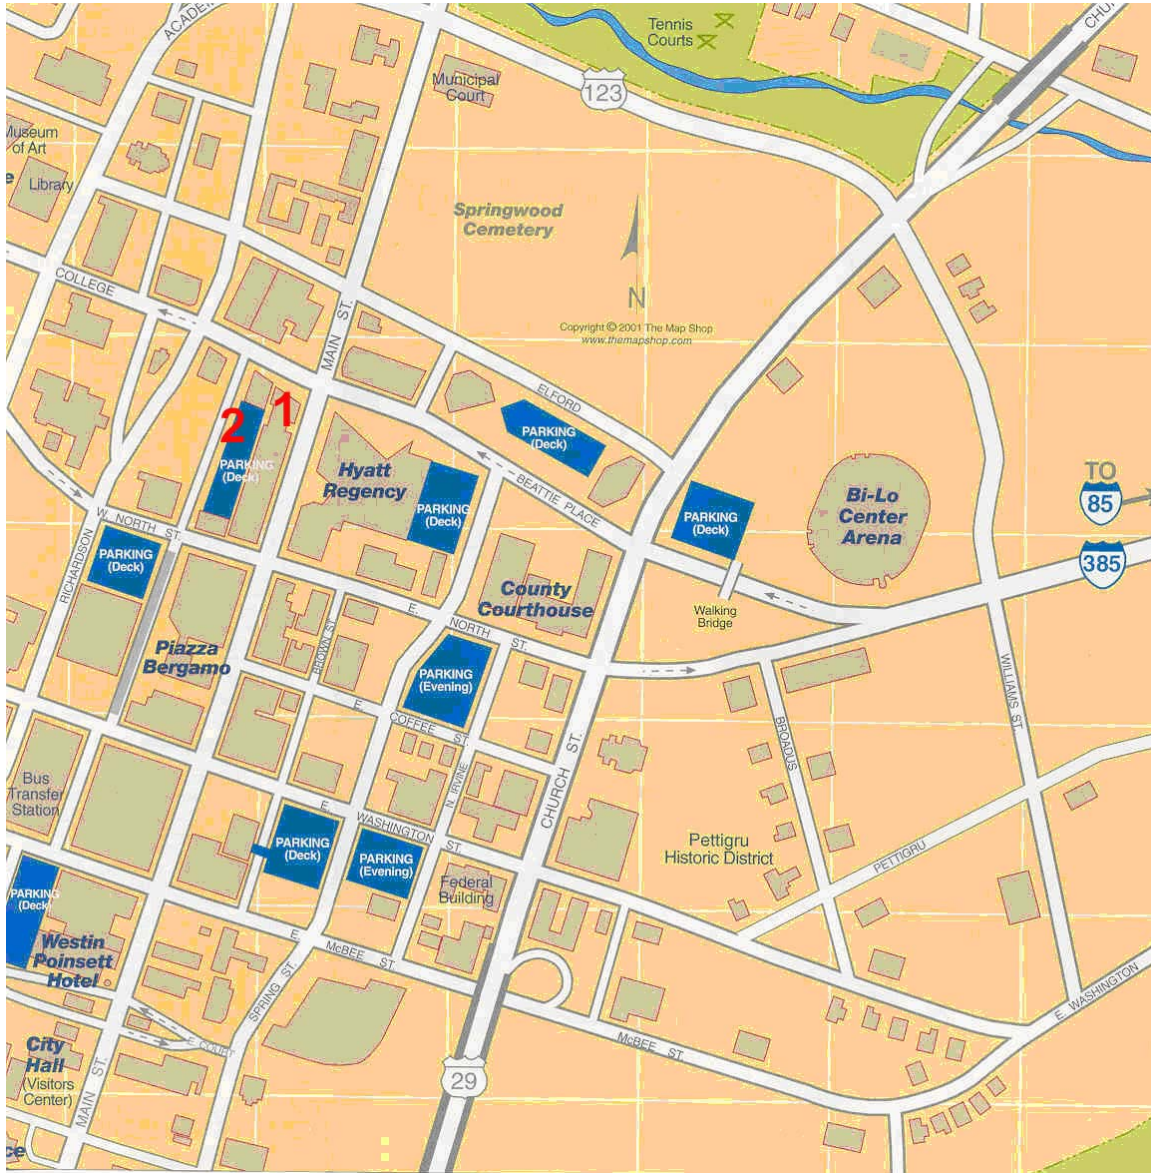 ACADEM
CHU
Tennis
Courts
Municipal
Court
123
Museum
of Art
Library
Springwood
Cemetery
N
COLLEGE
MAIN ST.
Copyright © 2001 The Map Shop
www.themapshop.com
ELFORD
1
2
PARKING
(Deck)
PARKING
(Deck)
Hyatt
Regency
PARKING
(Deck)
BEATTIE PLACE
PARKING
(Deck)
Bi-Lo
Center
Arena
TO
85
385
W. NORTH ST.
RICHARDSON
PARKING
(Deck)
County
Courthouse
Walking
Bridge
E. NORTH ST.
BROWN ST.
Piazza
Bergamo
PARKING
(Evening)
E. COFFEE ST.
WILLIAMS ST.
BROADUS
N. IRVINE
CHURCH ST.
Bus
Transfer
Station
E. WASHINGTON ST.
PARKING
(Deck)
PARKING
(Evening)
Pettigru
Historic District
PETTIGRU
Federal
Building
PARKING
(Deck)
Westin
Poinsett
Hotel
E. McBEE ST.
SPRING ST.
E. WASHINGTON
E. COURT
McBEE ST.
City
Hall
(Visitors
Center)
MAIN ST.
29
ce